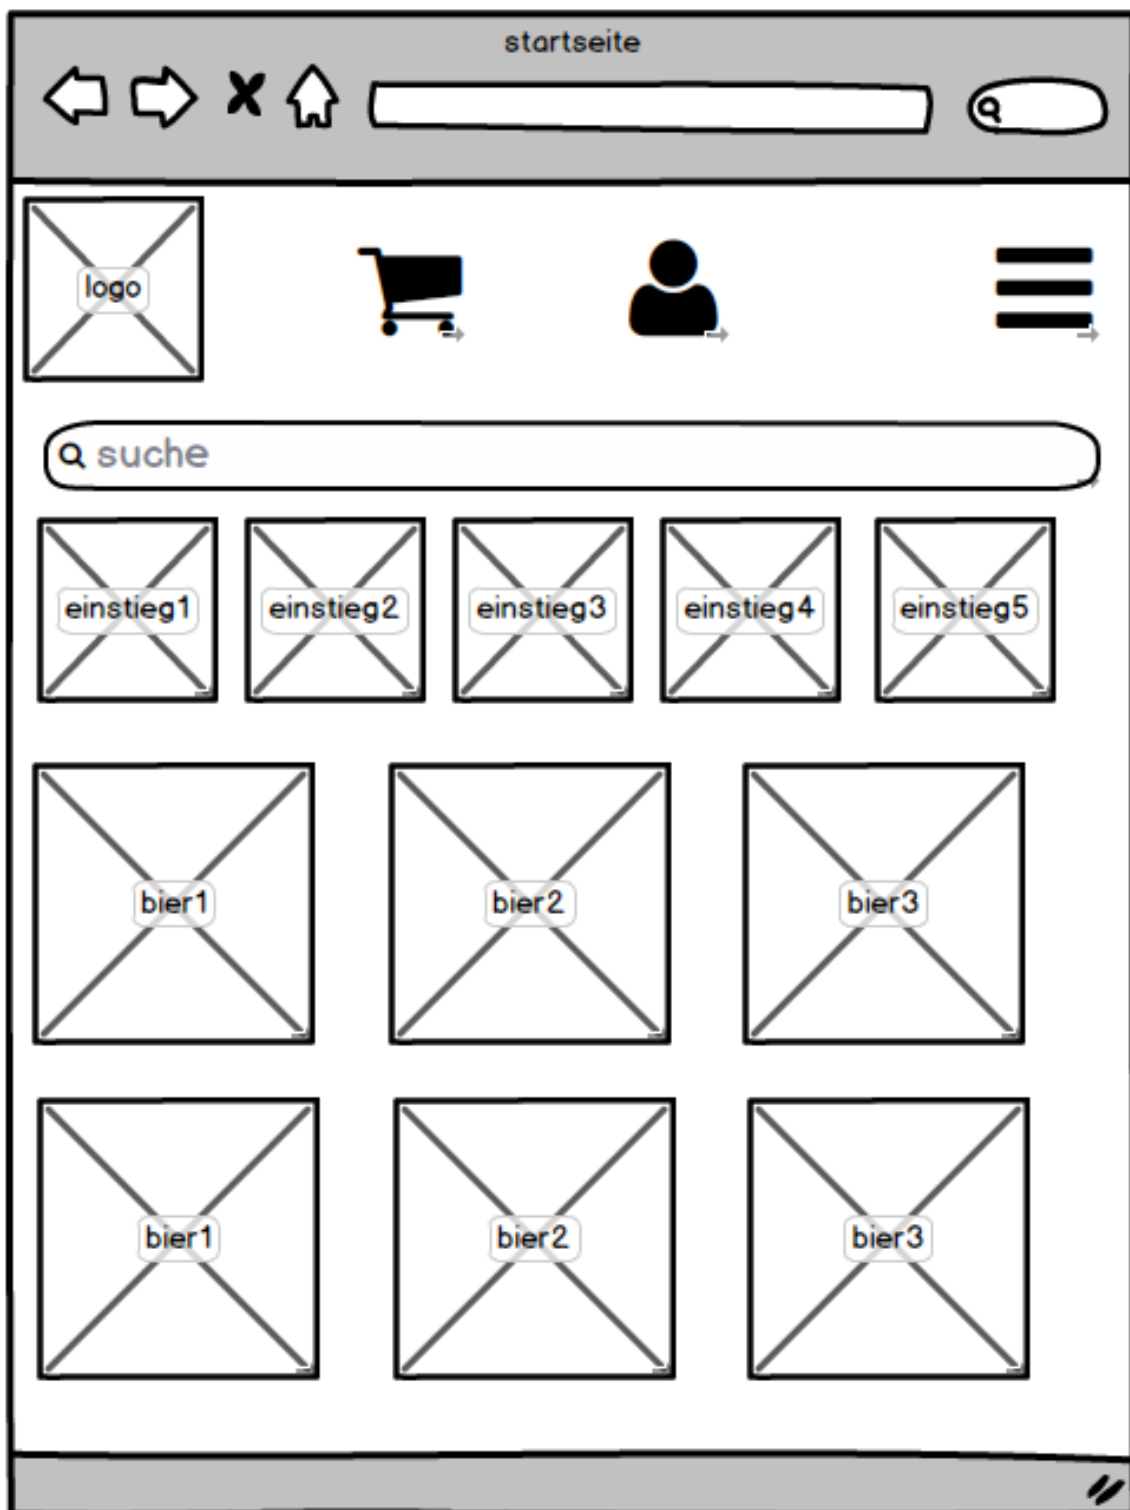 startseite
logo
suche
einstieg1 einstieg2 einstieg3 einstieg4 einstieg5
bier1 bier2 bier3
bier1 bier2 bier3